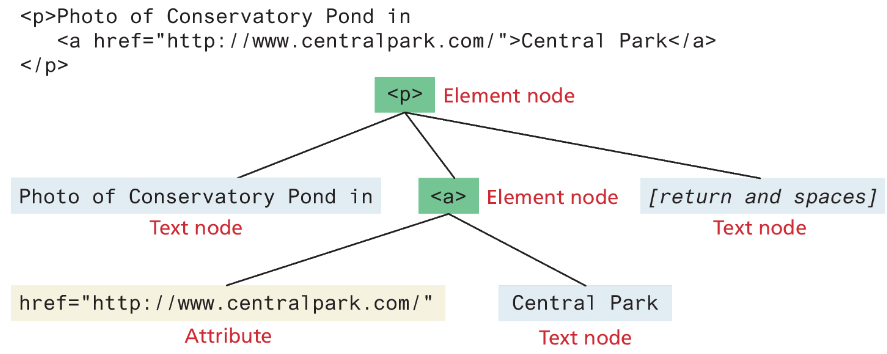 <p>Photo of Conservatory Pond in
<a href="http://www.centralpark.com/">Central Park</a>
</p>
<p> Element node
Photo of Conservatory Pond in <a> Element node [return and spaces]
Text node Text node
href="http://www.centralpark.com/" Central Park
Attribute Text node